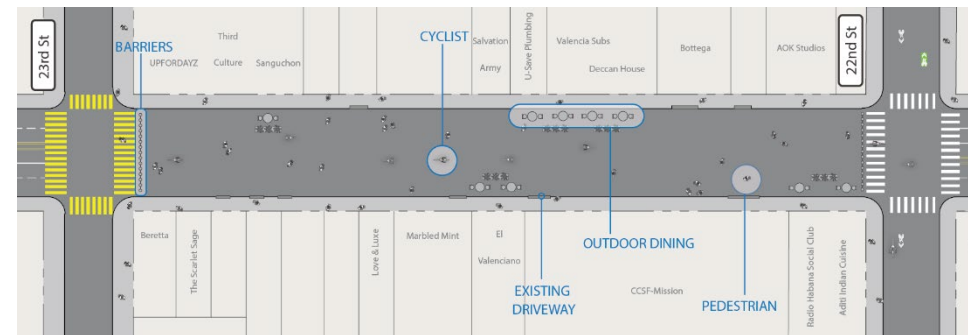 23rd St
BARRIERS
UPFORDAYZ
Third
Culture
Sanguchon
CYCLIST
Salvation
Army
U-Save Plumbing
Valencia Subs
Deccan House
Bottega
AOK Studios
22nd St
Beretta
The Scarlet Sage
Love & Luxe
Marbled Mint
El
Valenciano
EXISTING
DRIVEWAY
OUTDOOR DINING
CCSF-Mission
PEDESTRIAN
Radio Habana Social Club
Aditi Indian Cuisine